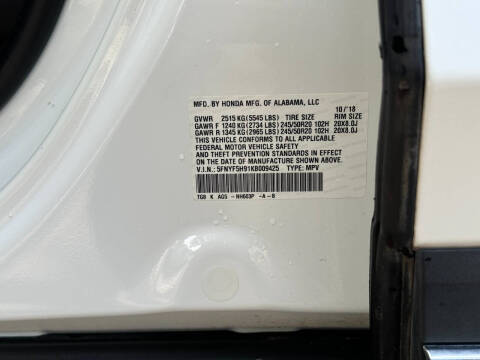 MFD. BY HONDA MFG. OF ALABAMA, LLC 10/'18
GVWR 2515 KG(5545 LBS) TIRE SIZE RIM SIZE
GAWR F 1240 KG(2734 LBS) 245/50R20 102H 20X8.0J
GAWR R 1345 KG(2965 LBS) 245/50R20 102H 20X8.0J
THIS VEHICLE CONFORMS TO ALL APPLICABLE
FEDERAL MOTOR VEHICLE SAFETY
AND THEFT PREVENTION STANDARDS IN EFFECT
ON THE DATE OF MANUFACTURE SHOWN ABOVE.
V.I.N.: 5FNYF5H91KB009425 TYPE: MPV
TG8 K AG5 - NH603P -A-B